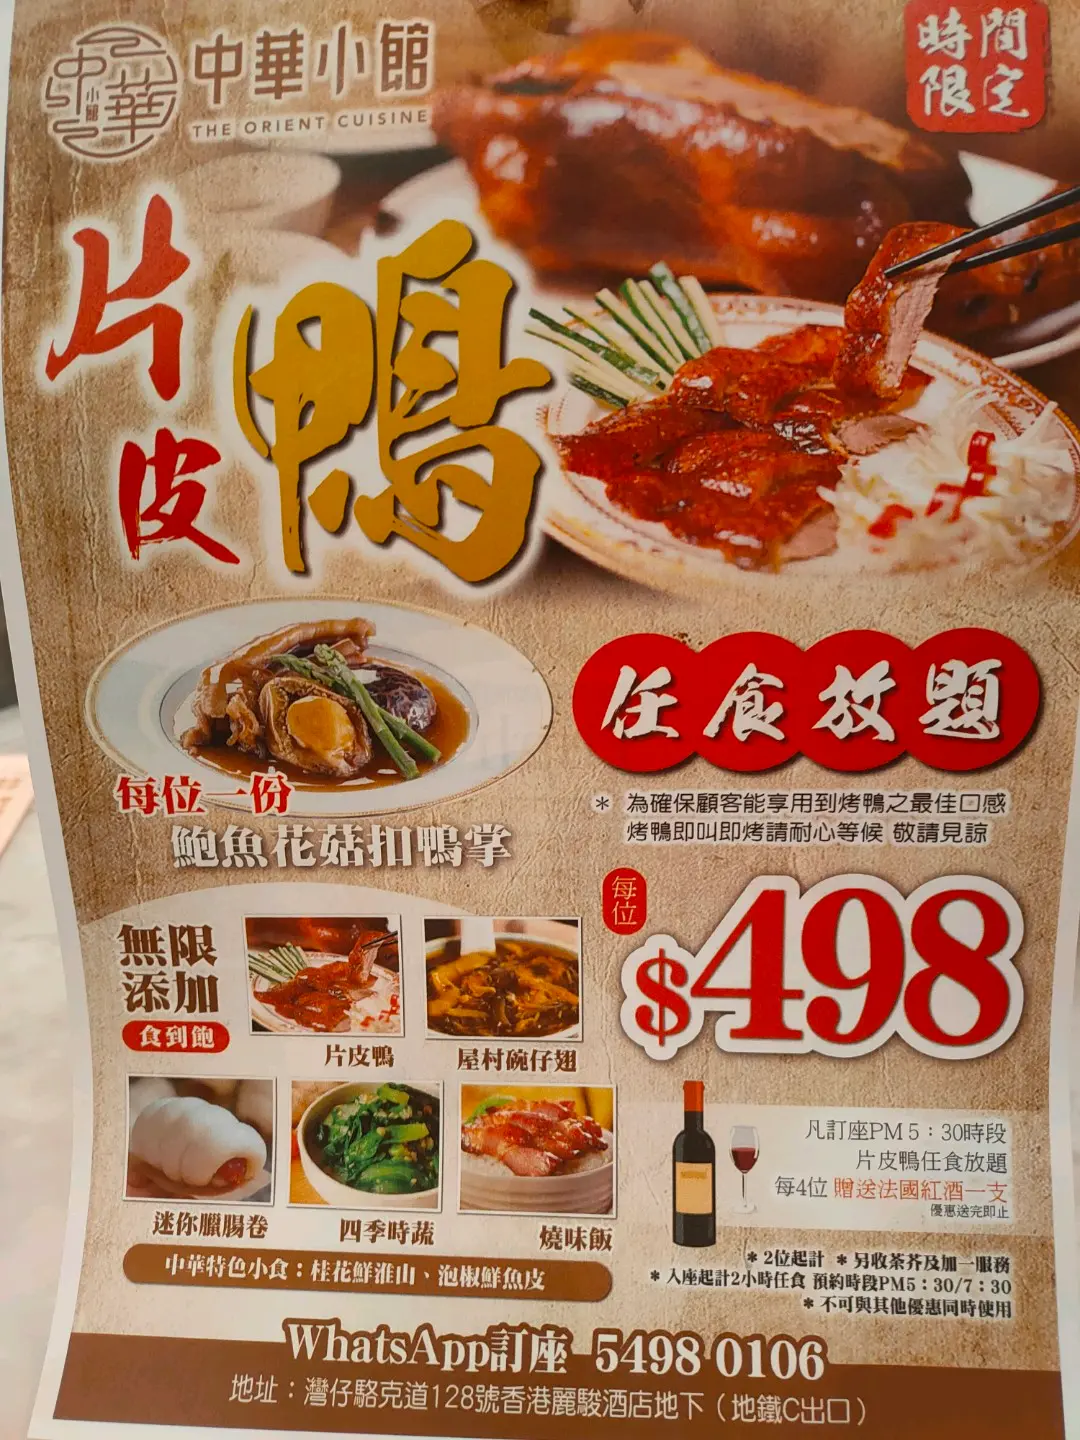 中華小館
中華小館
THE ORIENT CUISINE
時間
限定
片皮鴨
任食放題
* 為確保顧客能享用到烤鴨之最佳口感
烤鴨即叫即烤請耐心等候 敬請見諒
每位一份
鮑魚花菇扣鴨掌
每位
$498
無限
添加
食到飽
片皮鴨
屋村碗仔翅
迷你臘腸卷
四季時蔬
燒味飯
中華特色小食：桂花鮮淮山、泡椒鮮魚皮
凡訂座PM 5：30時段
片皮鴨任食放題
每4位 贈送法國紅酒一支
優惠送完即止
* 2位起計 * 另收茶芥及加一服務
* 入座起計2小時任食 預約時段PM5：30/7：30
* 不可與其他優惠同時使用
WhatsApp訂座 5498 0106
地址：灣仔駱克道128號香港麗駿酒店地下（地鐵C出口）